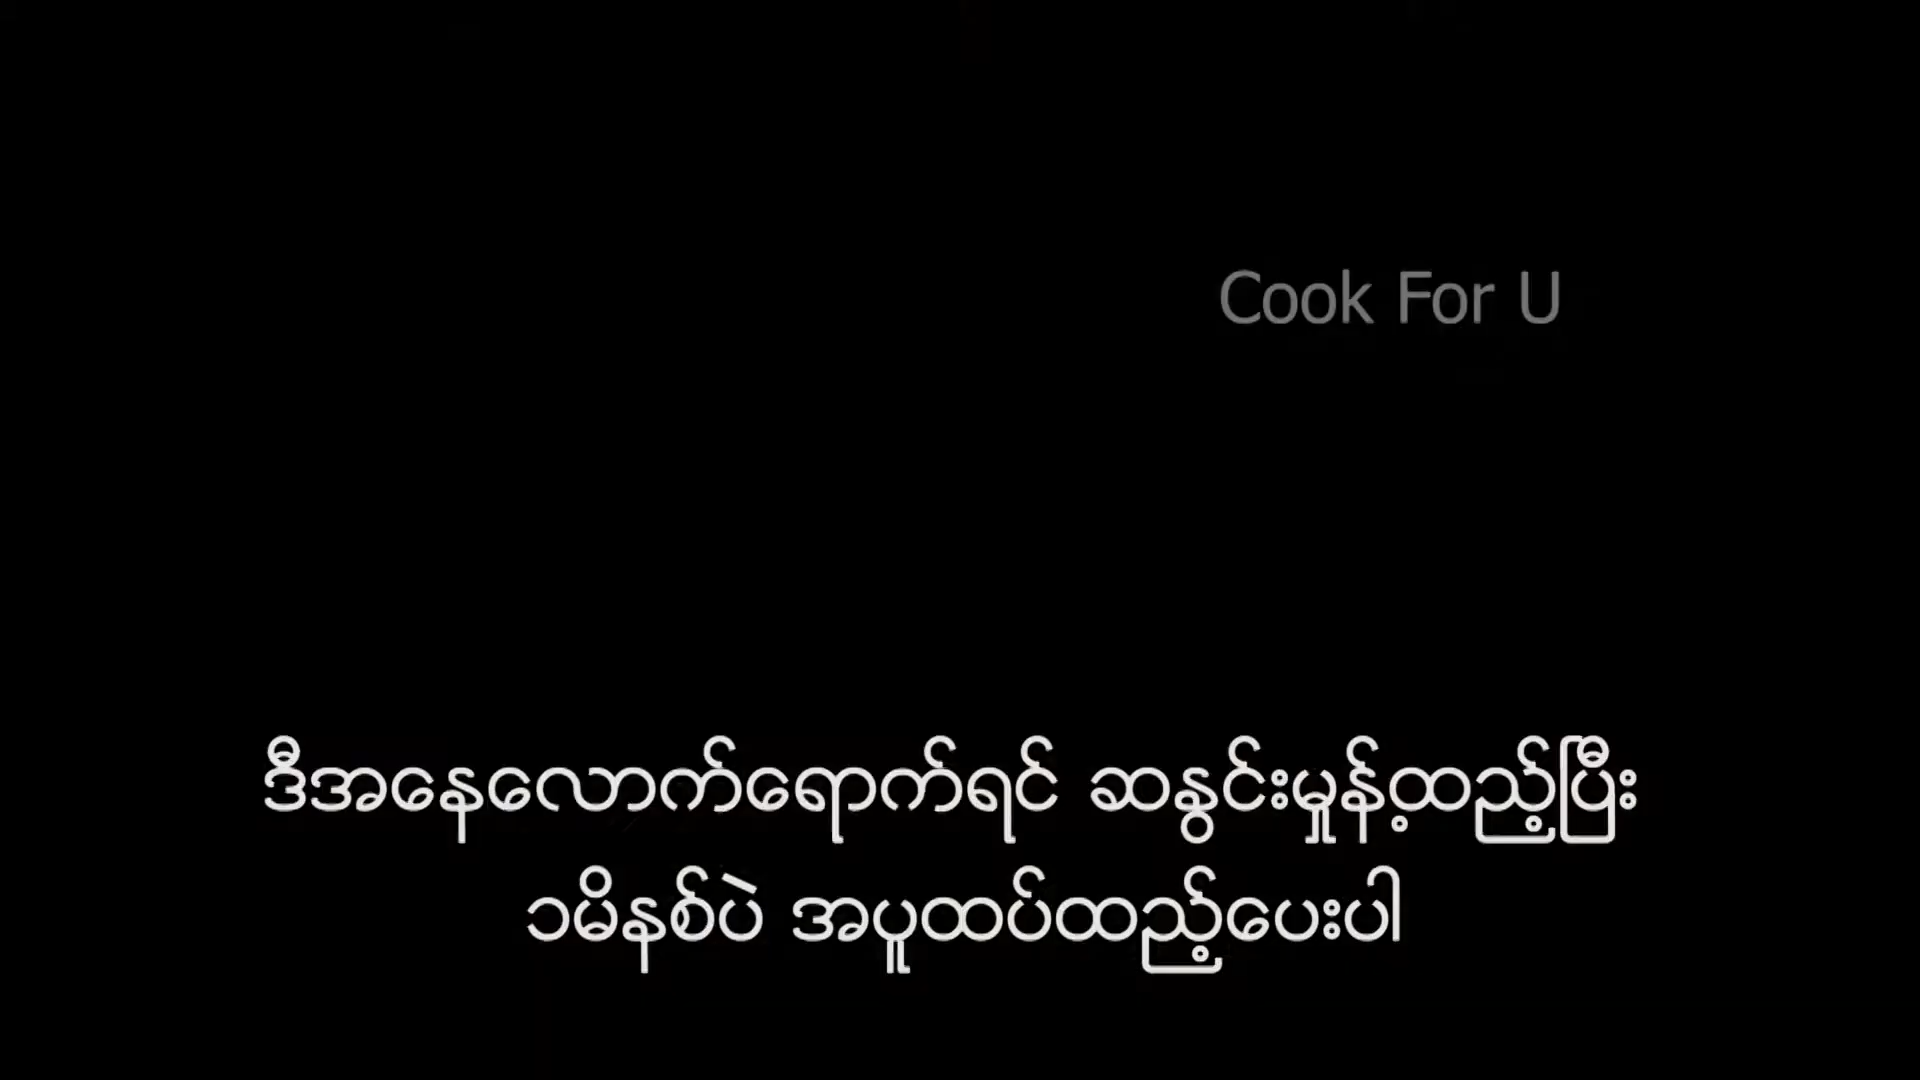 Cook For U
ဒီအနေလောက်ရောက်ရင် ဆနွင်းမှုန့်ထည့်ပြီး
၁မိနစ်ပဲ အပူထပ်ထည့်ပေးပါ